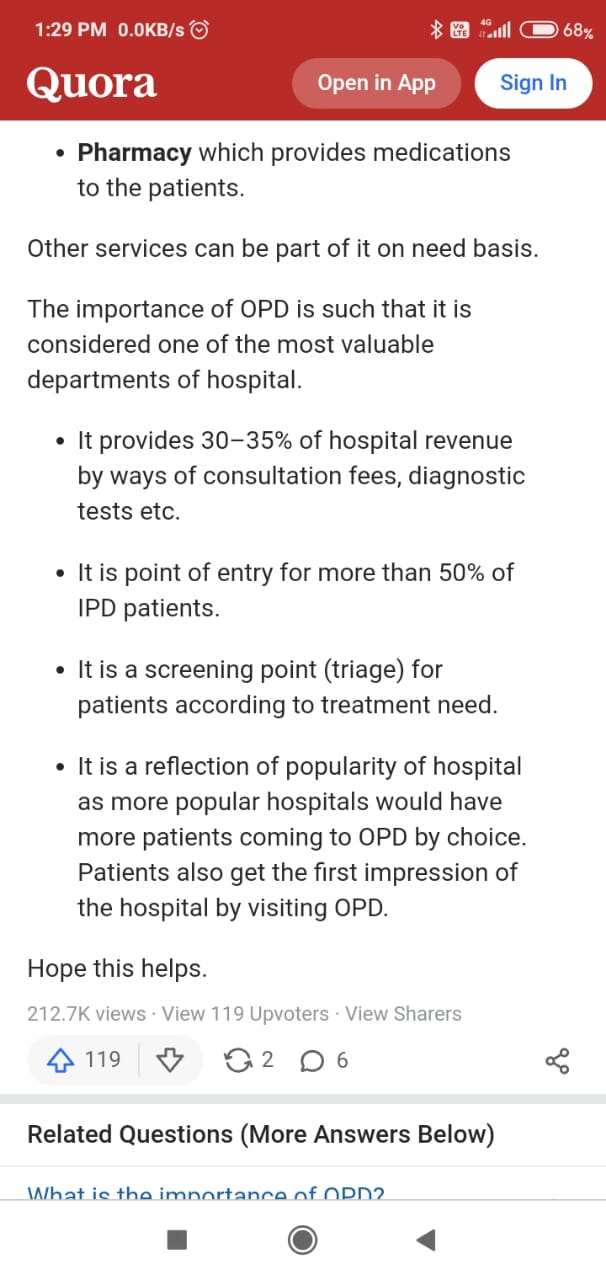 1:29 PM 0.0KB/s
Vo LTE 4G 68%
Quora
Open in App
Sign In
• Pharmacy which provides medications
to the patients.
Other services can be part of it on need basis.
The importance of OPD is such that it is
considered one of the most valuable
departments of hospital.
• It provides 30–35% of hospital revenue
by ways of consultation fees, diagnostic
tests etc.
• It is point of entry for more than 50% of
IPD patients.
• It is a screening point (triage) for
patients according to treatment need.
• It is a reflection of popularity of hospital
as more popular hospitals would have
more patients coming to OPD by choice.
Patients also get the first impression of
the hospital by visiting OPD.
Hope this helps.
212.7K views · View 119 Upvoters · View Sharers
119 2 6
Related Questions (More Answers Below)
What is the importance of OPD?